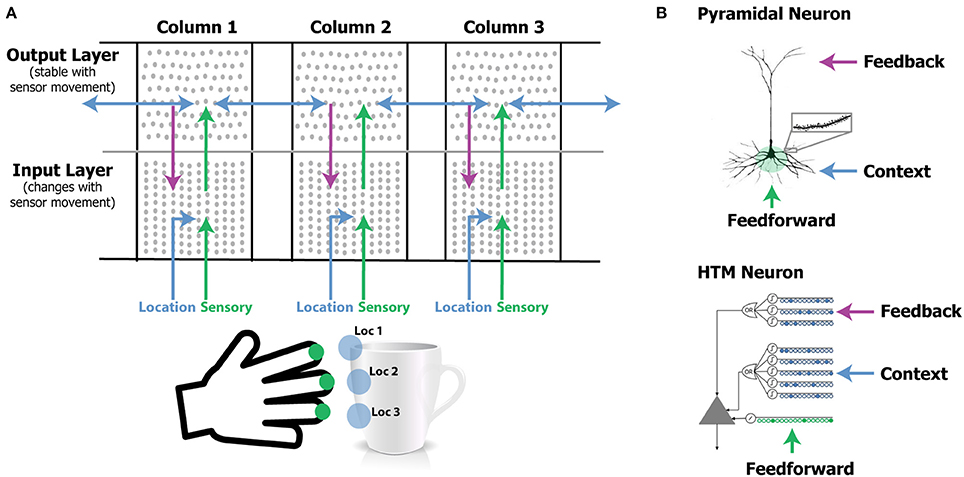 A
Column 1
Column 2
Column 3
Output Layer
(stable with
sensor movement)
Input Layer
(changes with
sensor movement)
Location Sensory
Location Sensory
Location Sensory
Loc 1
Loc 2
Loc 3
B
Pyramidal Neuron
Feedback
Context
Feedforward
HTM Neuron
OR
Feedback
OR
Context
Feedforward